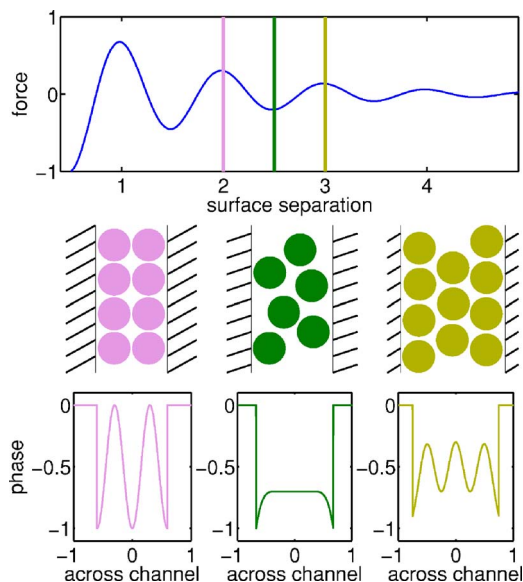 1
0
−1
force
1 2 3 4
surface separation
0 0 0
−0.5 −0.5 −0.5
−1 −1 −1
phase
−1 0 1 −1 0 1 −1 0 1
across channel across channel across channel